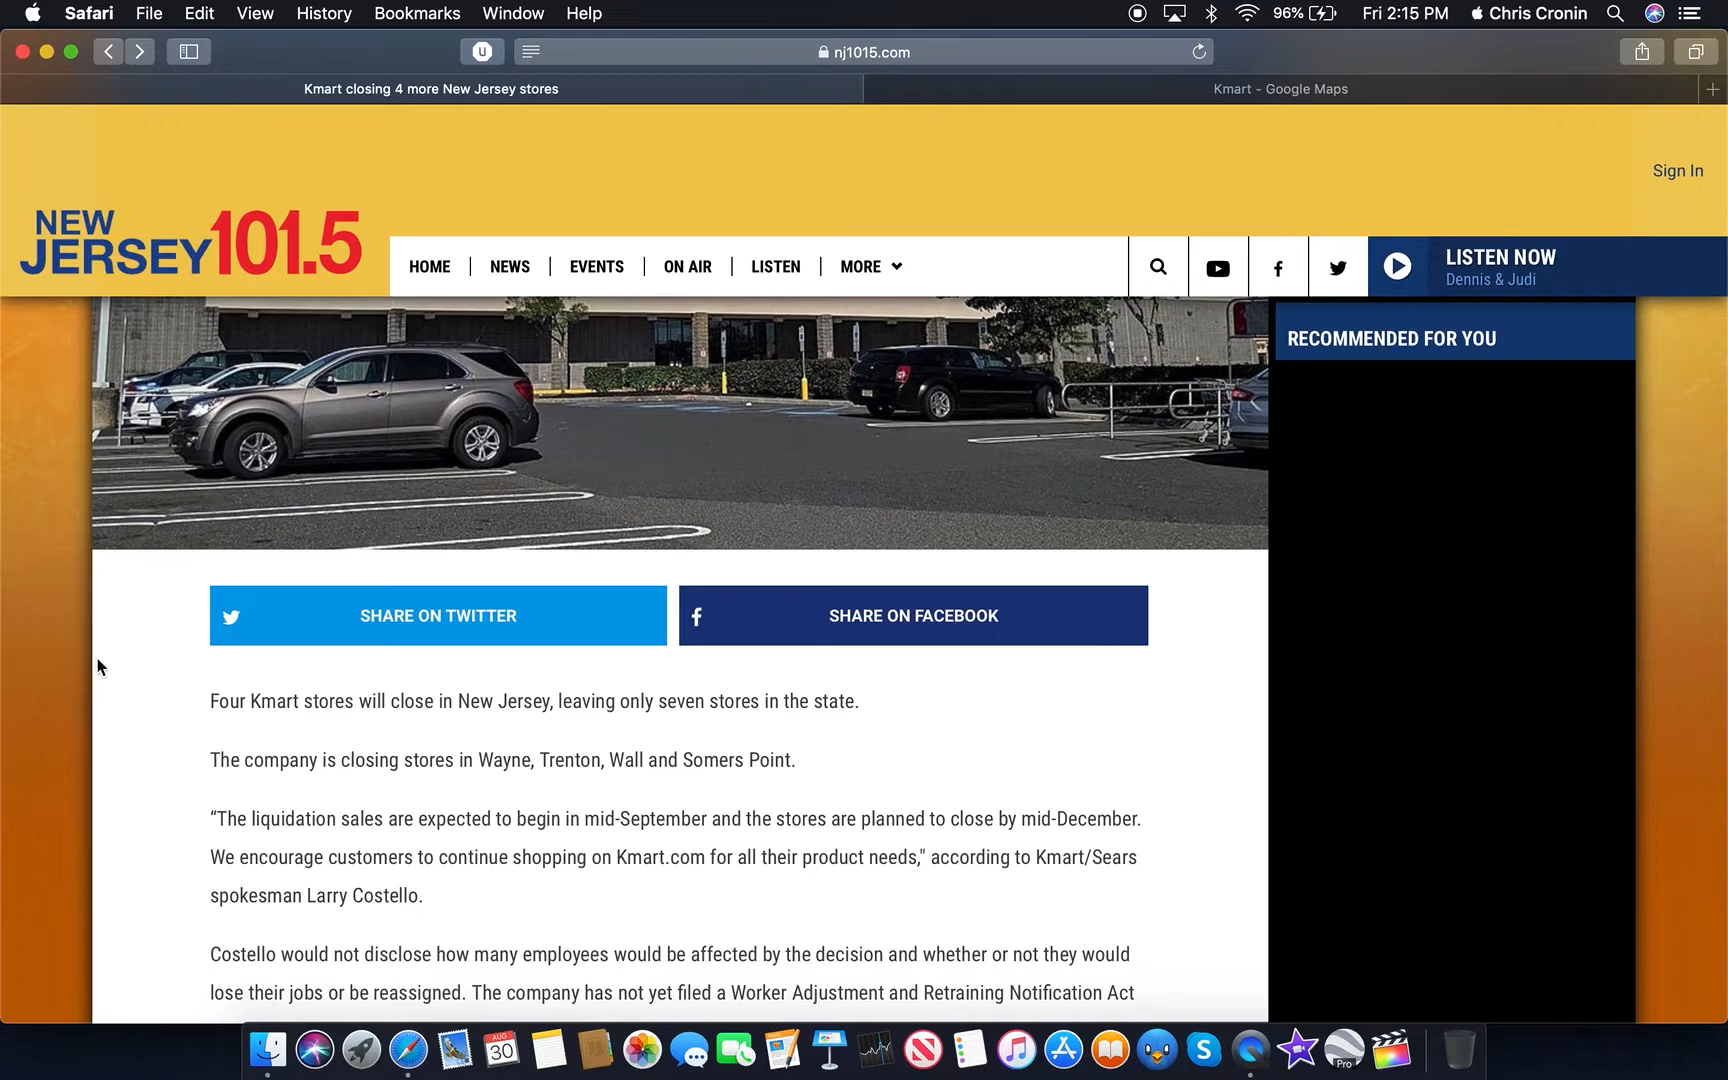 Safari File Edit View History Bookmarks Window Help 96% Fri 2:15 PM Chris Cronin
U nj1015.com
Kmart closing 4 more New Jersey stores Kmart - Google Maps
Sign In
NEW
JERSEY 101.5
HOME NEWS EVENTS ON AIR LISTEN MORE
LISTEN NOW
Dennis & Judi
RECOMMENDED FOR YOU
SHARE ON TWITTER SHARE ON FACEBOOK
Four Kmart stores will close in New Jersey, leaving only seven stores in the state.
The company is closing stores in Wayne, Trenton, Wall and Somers Point.
“The liquidation sales are expected to begin in mid-September and the stores are planned to close by mid-December.
We encourage customers to continue shopping on Kmart.com for all their product needs," according to Kmart/Sears
spokesman Larry Costello.
Costello would not disclose how many employees would be affected by the decision and whether or not they would
lose their jobs or be reassigned. The company has not yet filed a Worker Adjustment and Retraining Notification Act
AUG
30
Pro